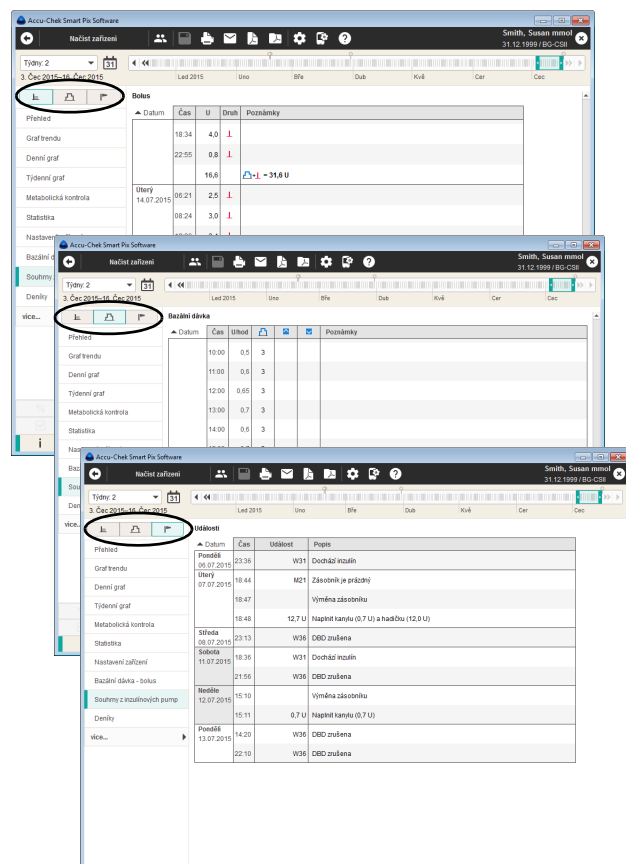 Accu-Chek Smart Pix Software
Načíst zařízení
Smith, Susan mmol
31.12.1999 / BG-CSII
Týdny: 2
31
3. Čec 2015–16. Čec 2015
Led 2015 Úno Bře Dub Kvě Čer Čec
Bolus
Přehled
Graf trendu
Denní graf
Týdenní graf
Metabolická kontrola
Statistika
Nastaven
Bazální d
Souhrny
Deníky
více...
i
Datum Čas U Druh Poznámky
18:34 4,0
22:55 0,8
16,6 = 31,6 U
Úterý
14.07.2015 06:21 2,5
08:24 3,0
Accu-Chek Smart Pix Software
Načíst zařízení
Smith, Susan mmol
31.12.1999 / BG-CSII
Týdny: 2
31
3. Čec 2015–16. Čec 2015
Led 2015 Úno Bře Dub Kvě Čer Čec
Bazální dávka
Přehled
Graf trendu
Denní graf
Týdenní graf
Metabolická kontrola
Statistika
Nas
Baz
Sou
Den
více...
Datum Čas U/hod Poznámky
10:00 0,5 3
11:00 0,6 3
12:00 0,65 3
13:00 0,7 3
14:00 0,6 3
Accu-Chek Smart Pix Software
Načíst zařízení
Smith, Susan mmol
31.12.1999 / BG-CSII
Týdny: 2
31
3. Čec 2015–16. Čec 2015
Led 2015 Úno Bře Dub Kvě Čer Čec
Události
Přehled
Graf trendu
Denní graf
Týdenní graf
Metabolická kontrola
Statistika
Nastavení zařízení
Bazální dávka - bolus
Souhrny z inzulínových pump
Deníky
více...
Datum Čas Událost Popis
Pondělí
06.07.2015 23:36 W31 Dochází inzulín
Úterý
07.07.2015 18:44 M21 Zásobník je prázdný
18:47 Výměna zásobníku
18:48 12,7 U Naplnit kanylu (0,7 U) a hadičku (12,0 U)
Středa
08.07.2015 23:13 W36 DBD zrušena
Sobota
11.07.2015 18:36 W31 Dochází inzulín
21:56 W36 DBD zrušena
Neděle
12.07.2015 15:10 Výměna zásobníku
15:11 0,7 U Naplnit kanylu (0,7 U)
Pondělí
13.07.2015 14:20 W36 DBD zrušena
22:10 W36 DBD zrušena